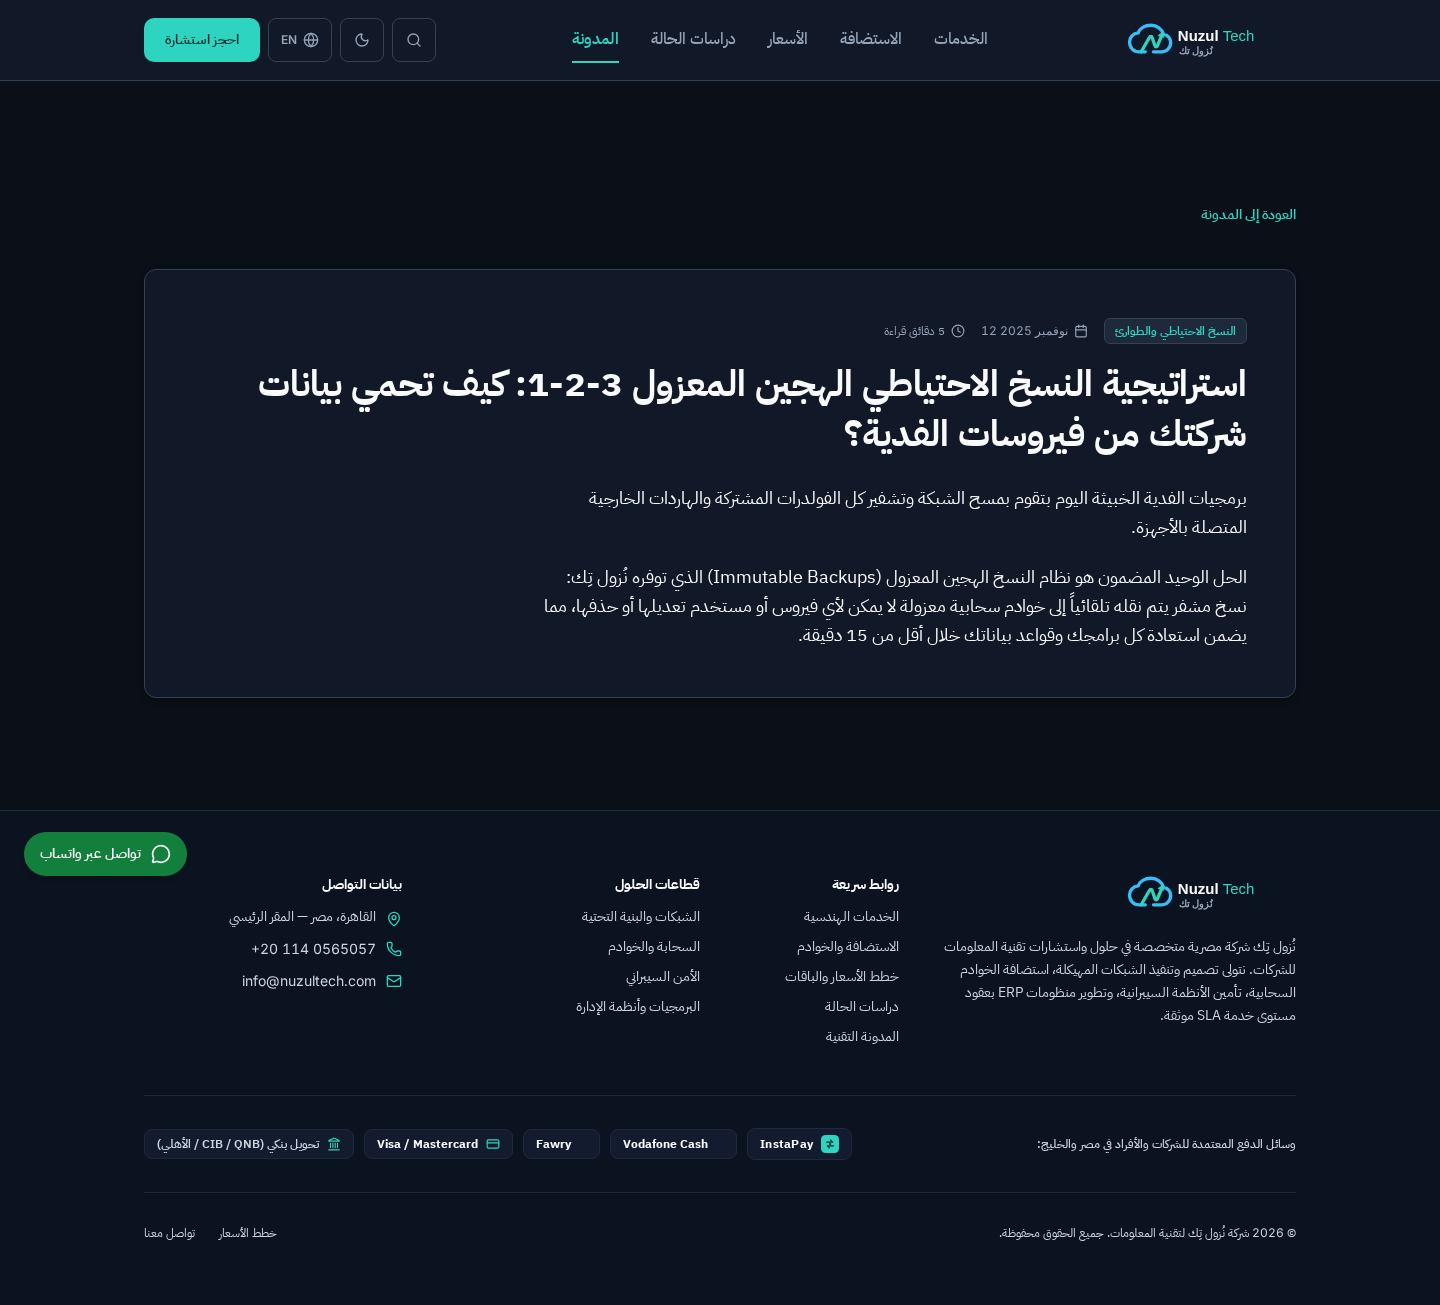 Nuzul Tech
نُزول تك
الخدمات
الاستضافة
الأسعار
دراسات الحالة
المدونة
EN
احجز استشارة
العودة إلى المدونة
النسخ الاحتياطي والطوارئ
12 نوفمبر 2025
5 دقائق قراءة
استراتيجية النسخ الاحتياطي الهجين المعزول 3-2-1: كيف تحمي بيانات
شركتك من فيروسات الفدية؟
برمجيات الفدية الخبيثة اليوم بتقوم بمسح الشبكة وتشفير كل الفولدرات المشتركة والهاردات الخارجية
المتصلة بالأجهزة.
الحل الوحيد المضمون هو نظام النسخ الهجين المعزول (Immutable Backups) الذي توفره نُزول تِك:
نسخ مشفر يتم نقله تلقائياً إلى خوادم سحابية معزولة لا يمكن لأي فيروس أو مستخدم تعديلها أو حذفها، مما
يضمن استعادة كل برامجك وقواعد بياناتك خلال أقل من 15 دقيقة.
تواصل عبر واتساب
Nuzul Tech
نُزول تك
نُزول تِك شركة مصرية متخصصة في حلول واستشارات تقنية المعلومات
للشركات. نتولى تصميم وتنفيذ الشبكات المهيكلة، استضافة الخوادم
السحابية، تأمين الأنظمة السيبرانية، وتطوير منظومات ERP بعقود
مستوى خدمة SLA موثقة.
روابط سريعة
الخدمات الهندسية
الاستضافة والخوادم
خطط الأسعار والباقات
دراسات الحالة
المدونة التقنية
قطاعات الحلول
الشبكات والبنية التحتية
السحابة والخوادم
الأمن السيبراني
البرمجيات وأنظمة الإدارة
بيانات التواصل
القاهرة، مصر — المقر الرئيسي
+20 114 0565057
info@nuzultech.com
وسائل الدفع المعتمدة للشركات والأفراد في مصر والخليج:
InstaPay
Vodafone Cash
Fawry
Visa / Mastercard
تحويل بنكي (CIB / QNB / الأهلي)
© 2026 شركة نُزول تِك لتقنية المعلومات. جميع الحقوق محفوظة.
خطط الأسعار
تواصل معنا